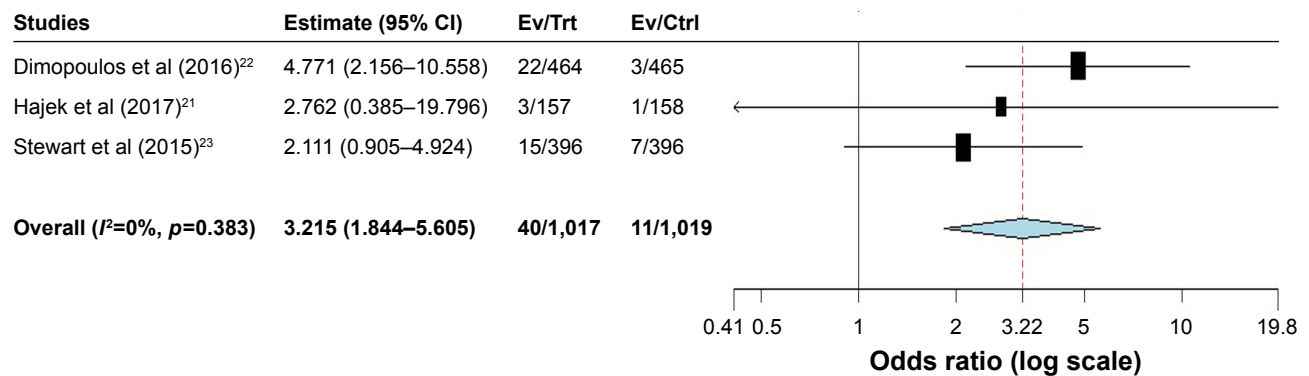 Studies Estimate (95% CI) Ev/Trt Ev/Ctrl
Dimopoulos et al (2016)²² 4.771 (2.156–10.558) 22/464 3/465
Hajek et al (2017)²¹ 2.762 (0.385–19.796) 3/157 1/158
Stewart et al (2015)²³ 2.111 (0.905–4.924) 15/396 7/396
Overall (I²=0%, p=0.383) 3.215 (1.844–5.605) 40/1,017 11/1,019
0.41 0.5 1 2 3.22 5 10 19.8
Odds ratio (log scale)